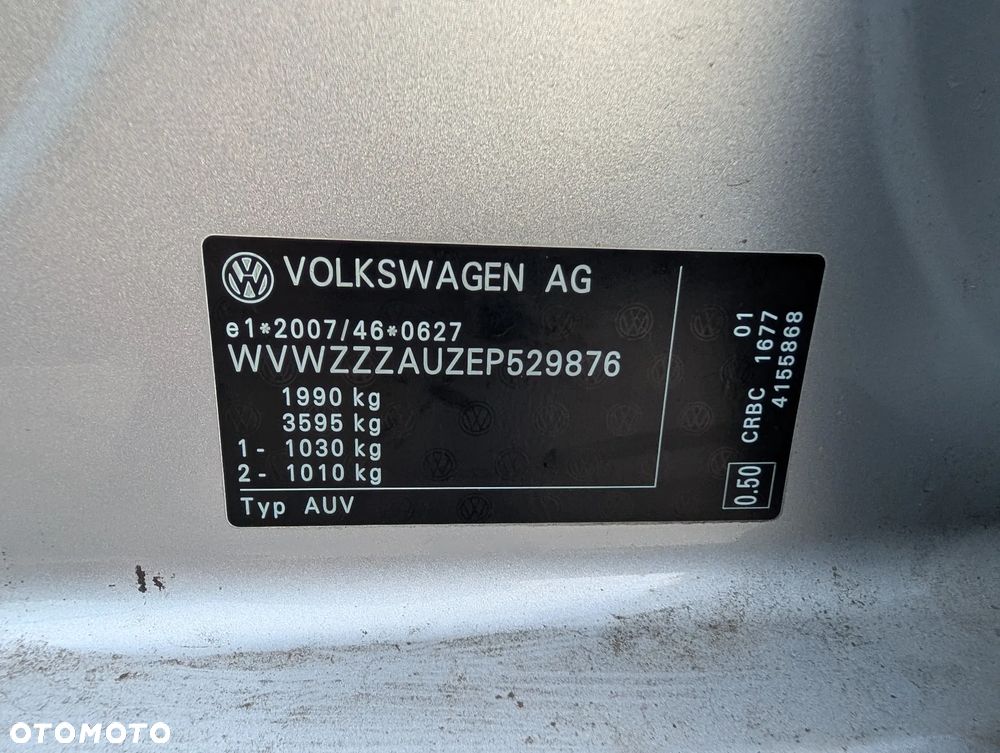 VOLKSWAGEN AG
e1*2007/46*0627
WVWZZZAUZEP529876
1990 kg
3595 kg
1- 1030 kg
2- 1010 kg
Typ AUV
01
CRBC 1677
4155868
0.50
OTOMOTO